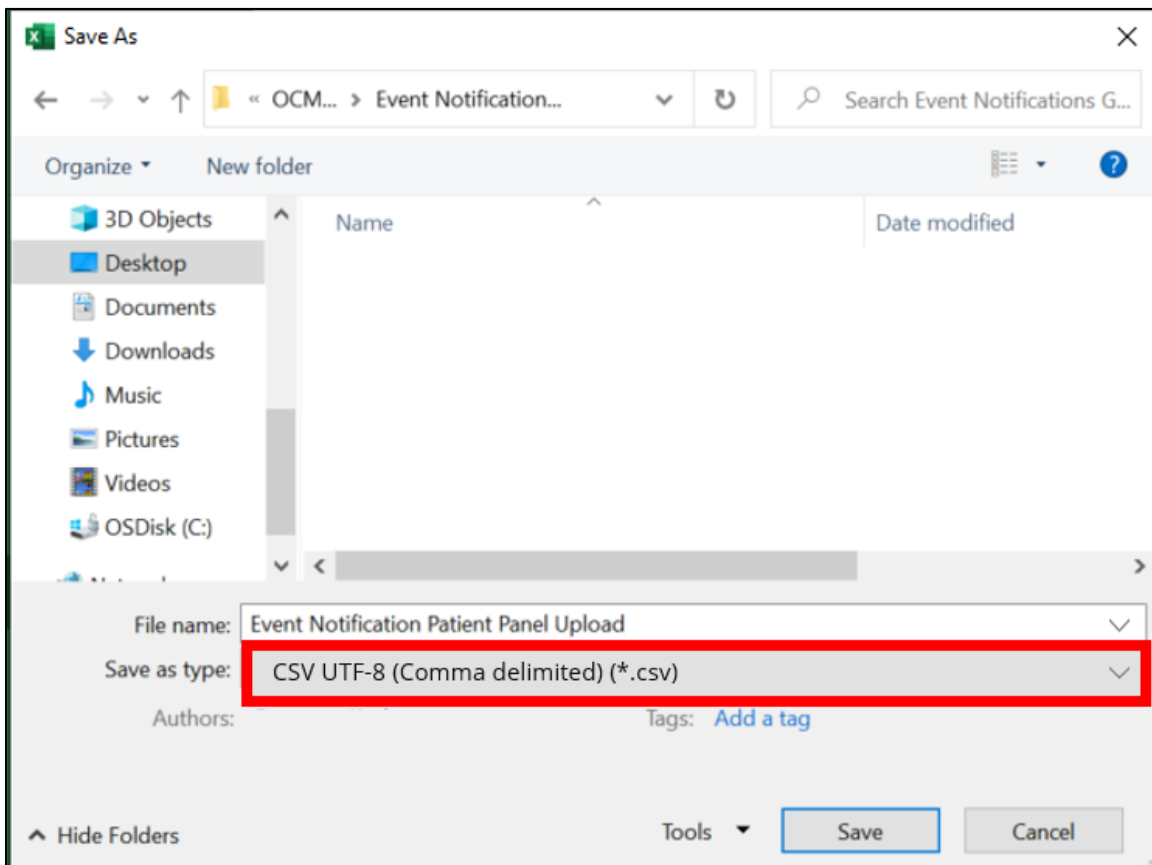 Save As
« OCM... > Event Notification...
Search Event Notifications G...
Organize
New folder
3D Objects
Name
Date modified
Desktop
Documents
Downloads
Music
Pictures
Videos
OSDisk (C:)
File name: Event Notification Patient Panel Upload
Save as type: CSV UTF-8 (Comma delimited) (*.csv)
Authors:
Tags: Add a tag
Hide Folders
Tools
Save
Cancel